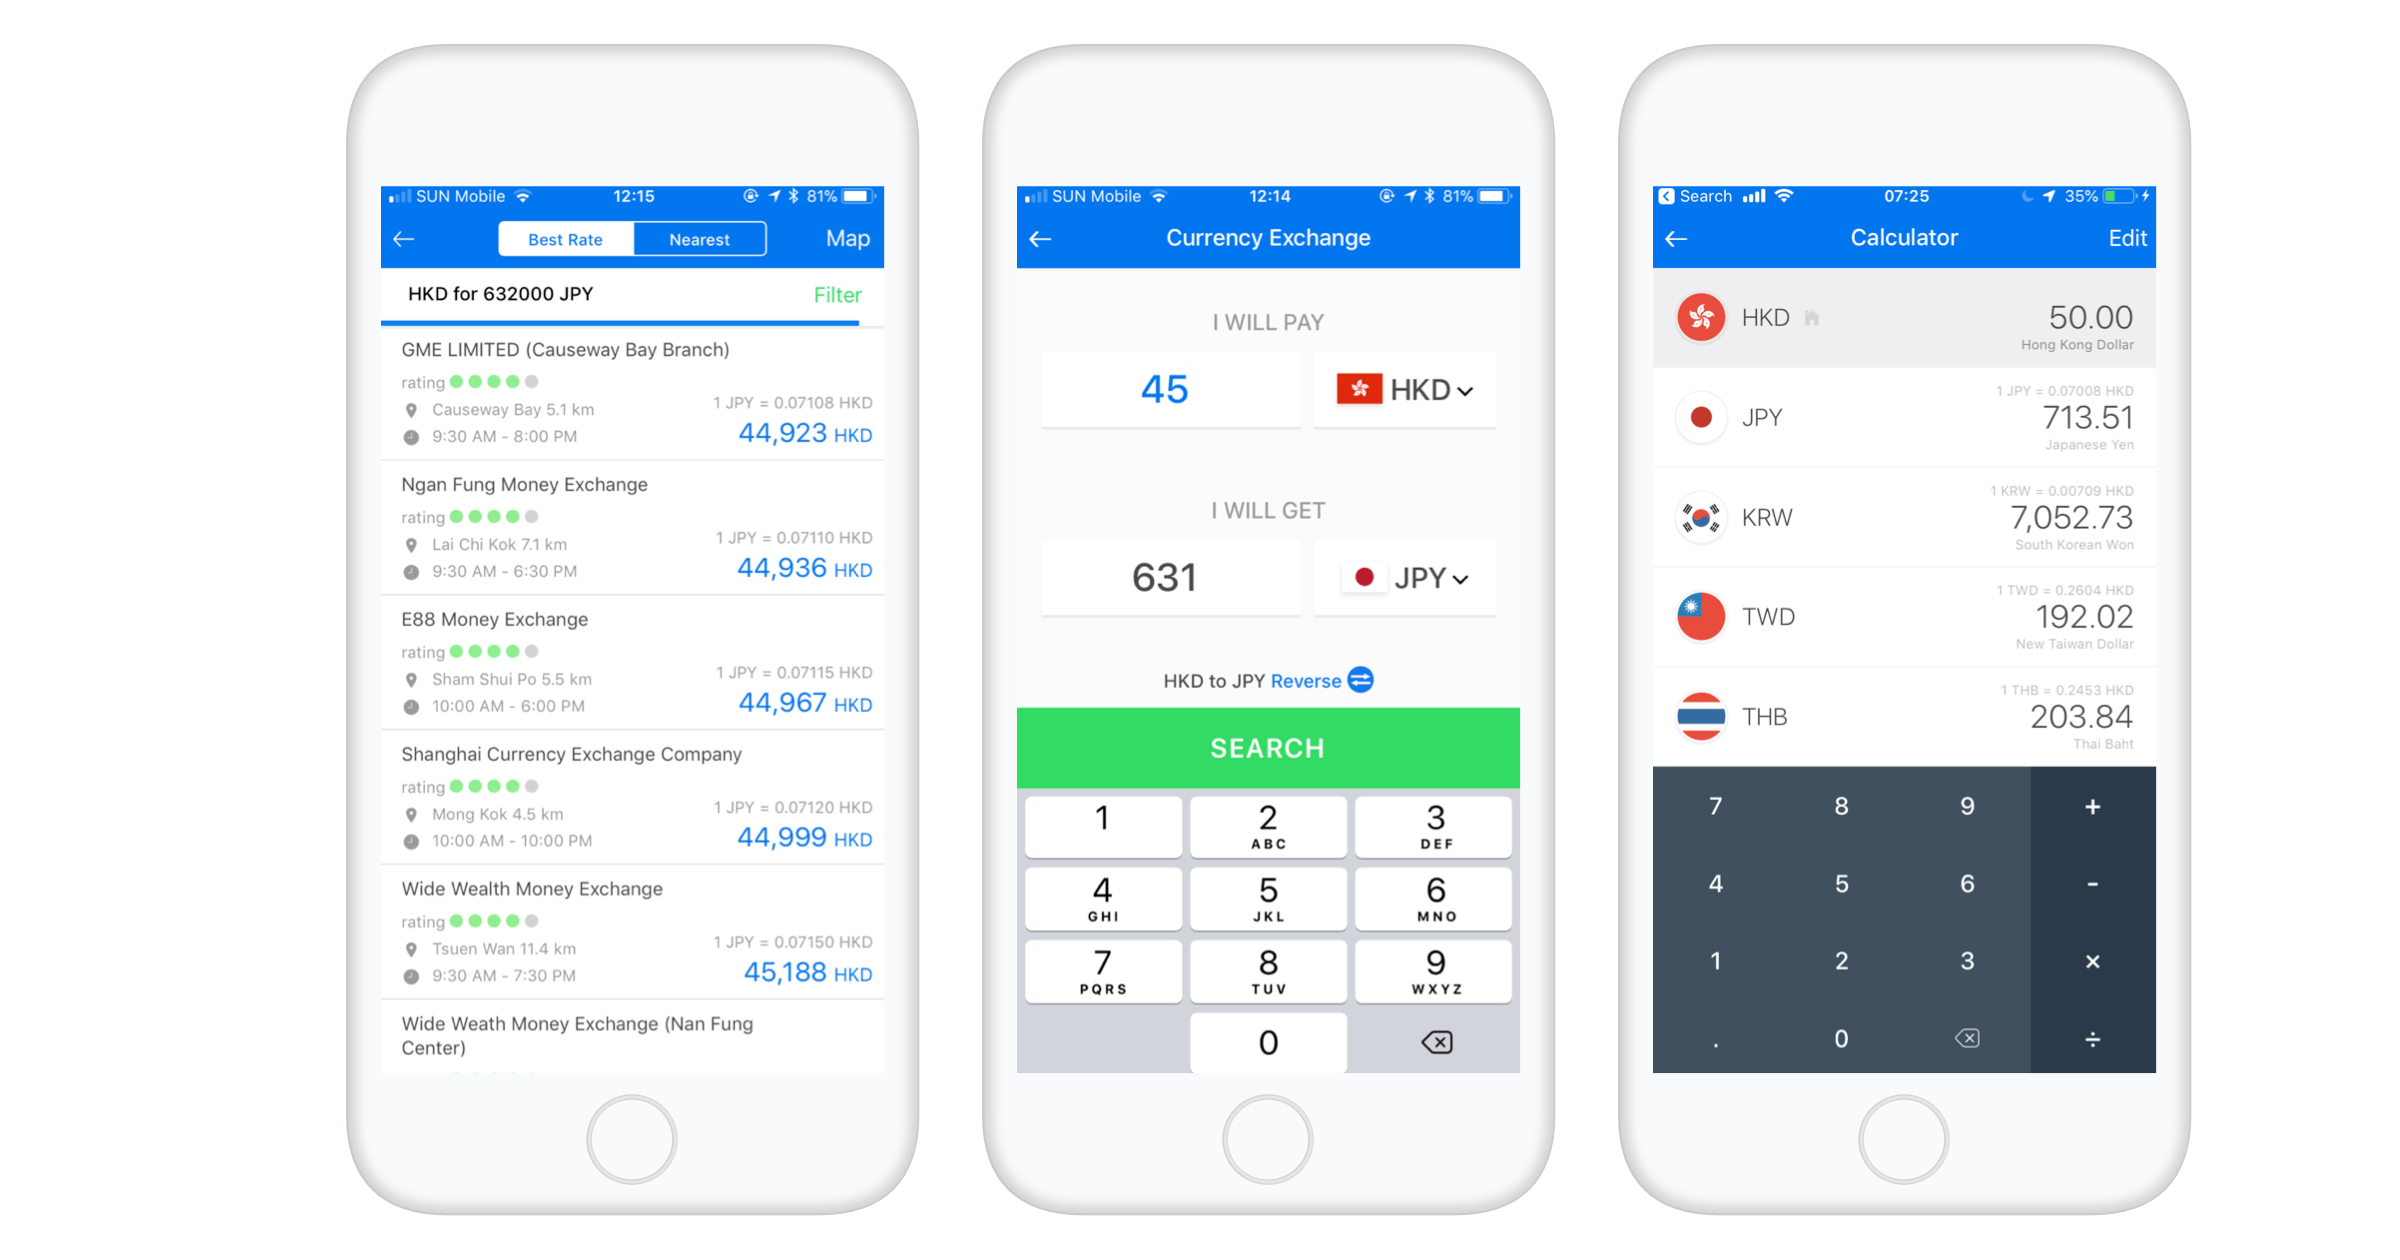 SUN Mobile 12:15 81%
Best Rate Nearest Map
HKD for 632000 JPY Filter
GME LIMITED (Causeway Bay Branch)
rating
Causeway Bay 5.1 km 1 JPY = 0.07108 HKD
9:30 AM - 8:00 PM 44,923 HKD
Ngan Fung Money Exchange
rating
Lai Chi Kok 7.1 km 1 JPY = 0.07110 HKD
9:30 AM - 6:30 PM 44,936 HKD
E88 Money Exchange
rating
Sham Shui Po 5.5 km 1 JPY = 0.07115 HKD
10:00 AM - 6:00 PM 44,967 HKD
Shanghai Currency Exchange Company
rating
Mong Kok 4.5 km 1 JPY = 0.07120 HKD
10:00 AM - 10:00 PM 44,999 HKD
Wide Wealth Money Exchange
rating
Tsuen Wan 11.4 km 1 JPY = 0.07150 HKD
9:30 AM - 7:30 PM 45,188 HKD
Wide Weath Money Exchange (Nan Fung
Center)
SUN Mobile 12:14 81%
Currency Exchange
I WILL PAY
45 HKD
I WILL GET
631 JPY
HKD to JPY Reverse
SEARCH
1 2 3
ABC DEF
4 5 6
GHI JKL MNO
7 8 9
PQRS TUV WXYZ
0
Search 07:25 35%
Calculator Edit
HKD 50.00
Hong Kong Dollar
1 JPY = 0.07008 HKD
JPY 713.51
Japanese Yen
1 KRW = 0.00709 HKD
KRW 7,052.73
South Korean Won
1 TWD = 0.2604 HKD
TWD 192.02
New Taiwan Dollar
1 THB = 0.2453 HKD
THB 203.84
Thai Baht
7 8 9 +
4 5 6 -
1 2 3 ×
. 0 ÷